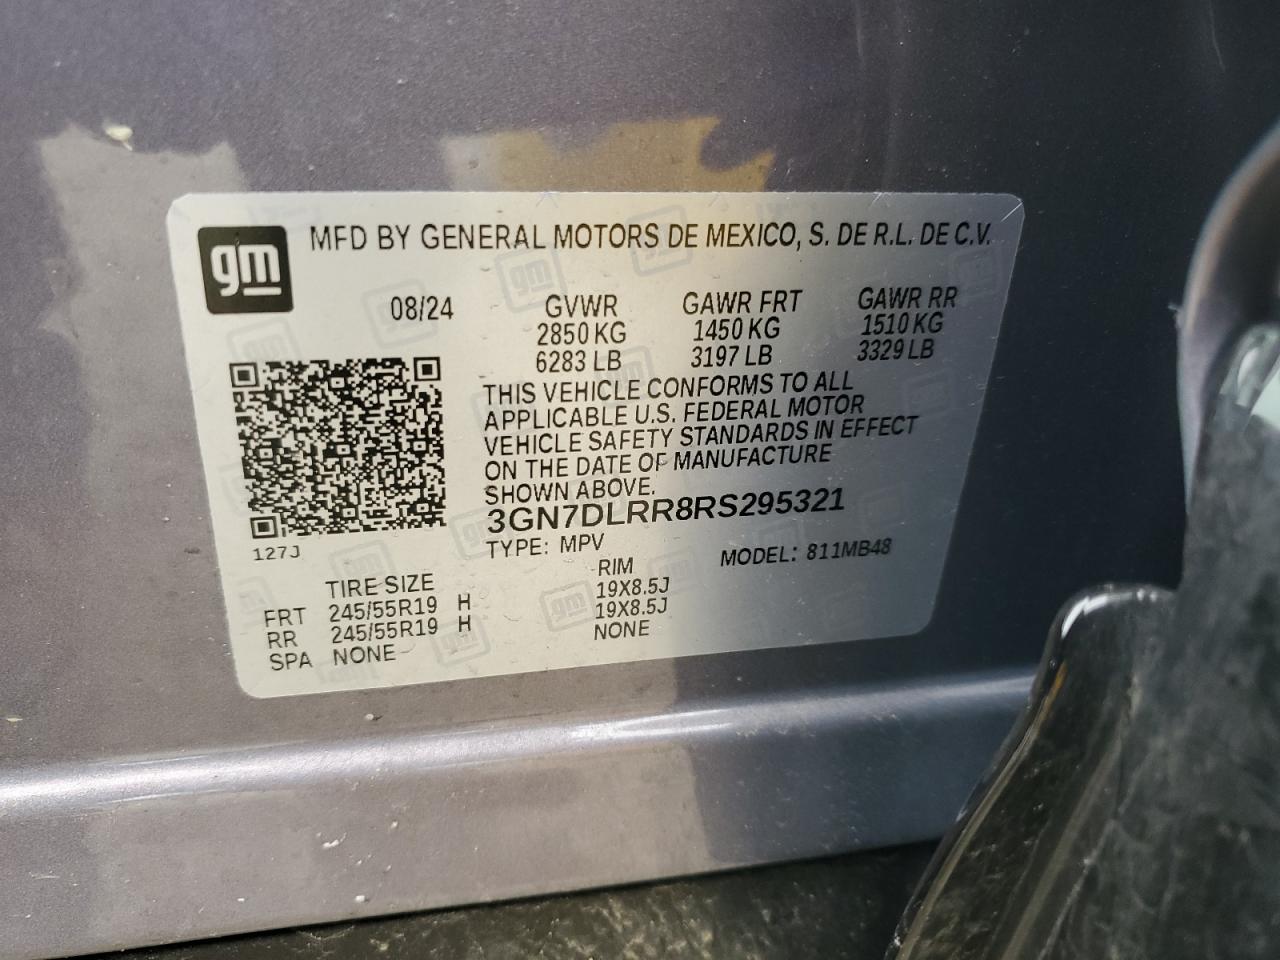 gm
MFD BY GENERAL MOTORS DE MEXICO, S. DE R.L. DE C.V.
08/24 GVWR GAWR FRT GAWR RR
2850 KG 1450 KG 1510 KG
6283 LB 3197 LB 3329 LB
THIS VEHICLE CONFORMS TO ALL
APPLICABLE U.S. FEDERAL MOTOR
VEHICLE SAFETY STANDARDS IN EFFECT
ON THE DATE OF MANUFACTURE
SHOWN ABOVE.
3GN7DLRR8RS295321
127J
TYPE: MPV MODEL: 811MB48
TIRE SIZE RIM
FRT 245/55R19 H 19X8.5J
RR 245/55R19 H 19X8.5J
SPA NONE NONE